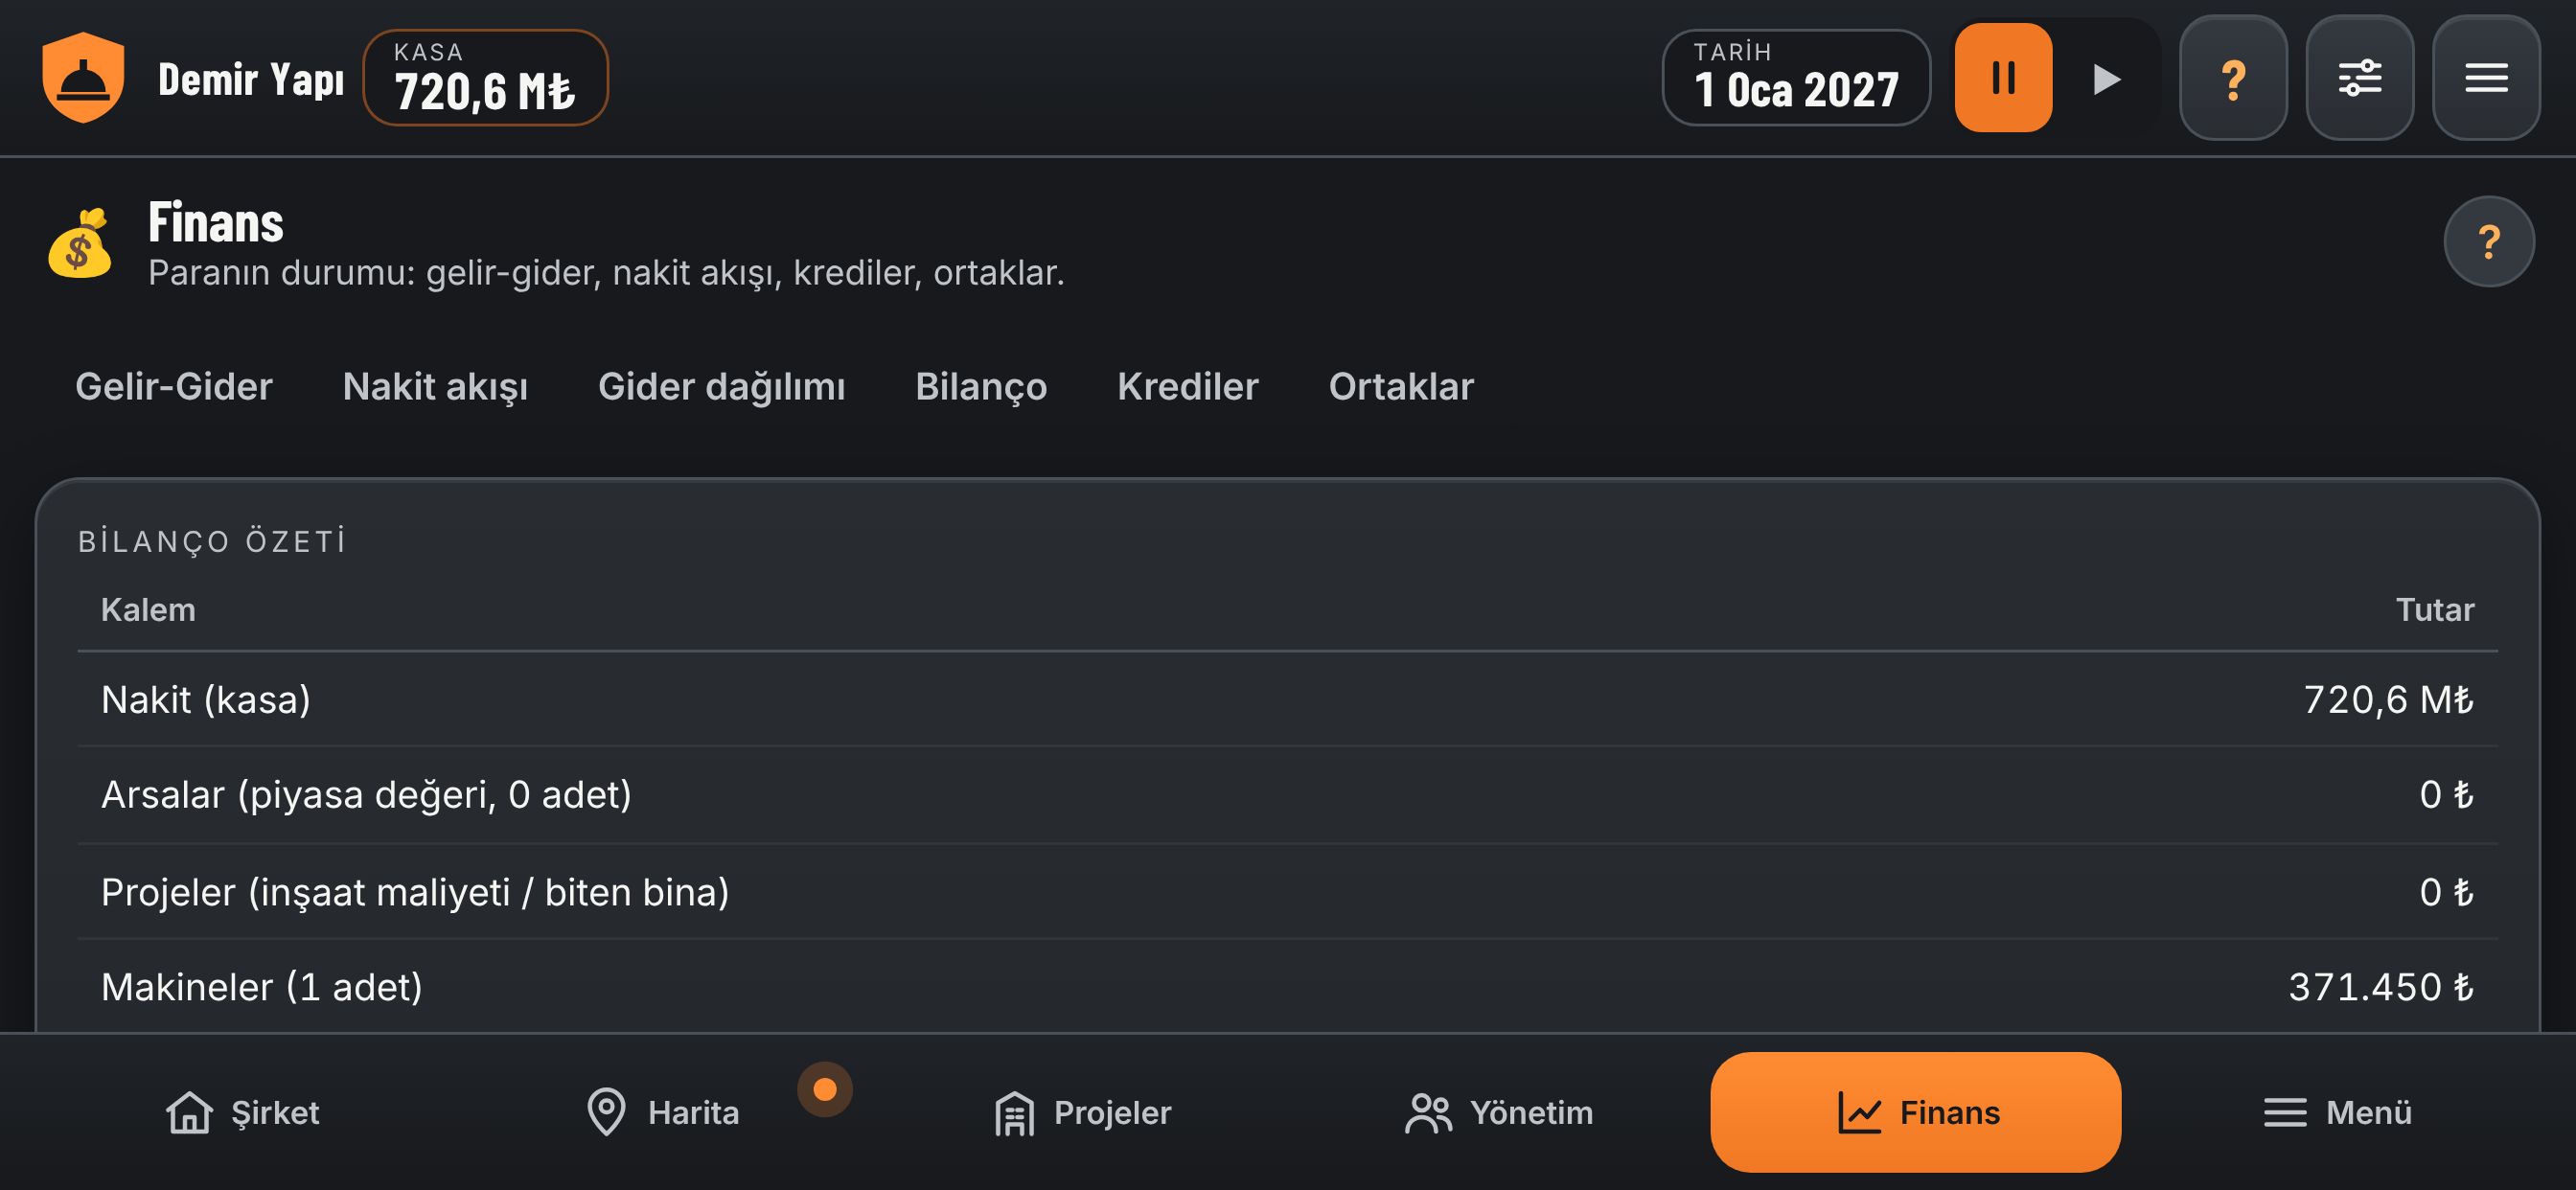 Demir Yapı
KASA
720,6 M₺
TARİH
1 Oca 2027
?
Finans
Paranın durumu: gelir-gider, nakit akışı, krediler, ortaklar.
?
Gelir-Gider Nakit akışı Gider dağılımı Bilanço Krediler Ortaklar
BİLANÇO ÖZETİ
Kalem Tutar
Nakit (kasa) 720,6 M₺
Arsalar (piyasa değeri, 0 adet) 0 ₺
Projeler (inşaat maliyeti / biten bina) 0 ₺
Makineler (1 adet) 371.450 ₺
Şirket Harita Projeler Yönetim Finans Menü